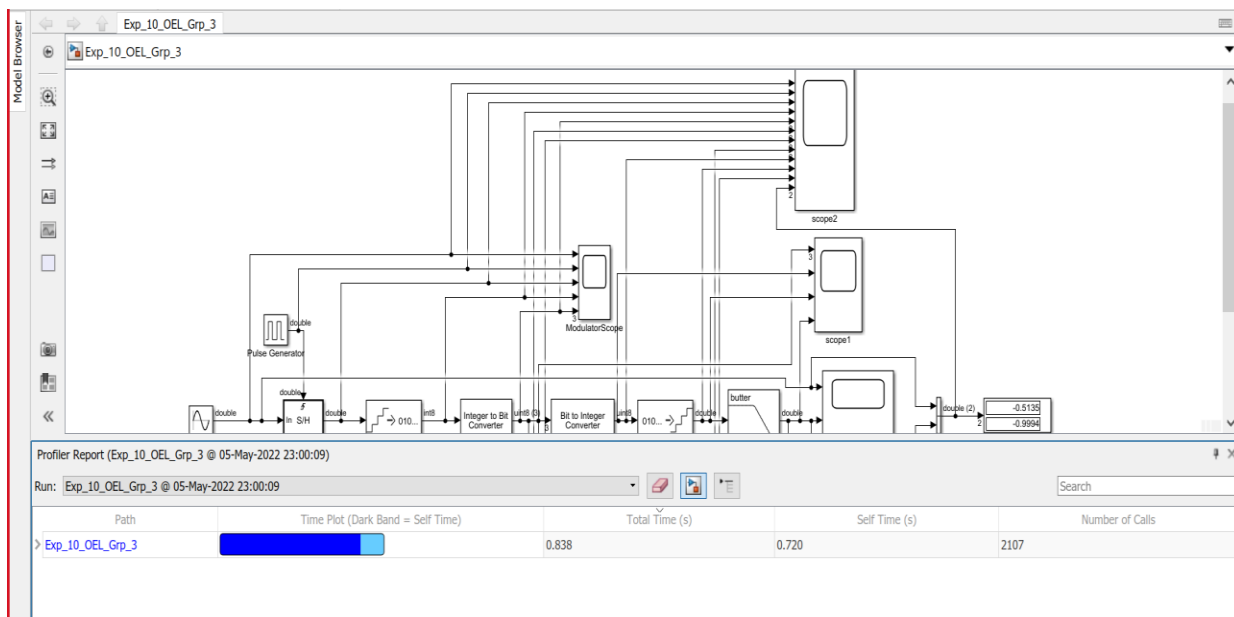 Model Browser
Exp_10_OEL_Grp_3
Exp_10_OEL_Grp_3
2
scope2
3
scope1
3
ModulatorScope
double
Pulse Generator
double
double
In S/H
double
010...
int8
Integer to Bit
Converter
uint8 (3)
3
Bit to Integer
Converter
uint8
010...
double
butter
double
double (2)
2
-0.5135
-0.9994
Profiler Report (Exp_10_OEL_Grp_3 @ 05-May-2022 23:00:09)
Run: Exp_10_OEL_Grp_3 @ 05-May-2022 23:00:09
Search
Path Time Plot (Dark Band = Self Time) Total Time (s) Self Time (s) Number of Calls
Exp_10_OEL_Grp_3 0.838 0.720 2107